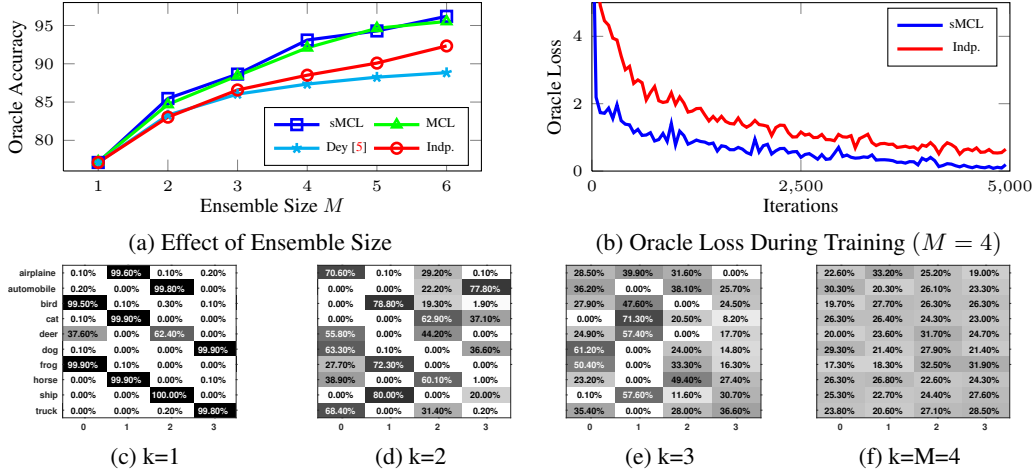 95
90
85
80
1 2 3 4 5 6
Oracle Accuracy
Ensemble Size M
sMCL MCL
Dey [5] Indp.
(a) Effect of Ensemble Size
4
2
0
0 2,500 5,000
Oracle Loss
Iterations
sMCL
Indp.
(b) Oracle Loss During Training (M = 4)
airplaine 0.10% 99.60% 0.10% 0.20%
automobile 0.20% 0.00% 99.80% 0.00%
bird 99.50% 0.10% 0.30% 0.10%
cat 0.10% 99.90% 0.00% 0.00%
deer 37.60% 0.00% 62.40% 0.00%
dog 0.10% 0.00% 0.00% 99.90%
frog 99.90% 0.10% 0.00% 0.00%
horse 0.00% 99.90% 0.00% 0.10%
ship 0.00% 0.00% 100.00% 0.00%
truck 0.00% 0.00% 0.20% 99.80%
0 1 2 3
(c) k=1
70.60% 0.10% 29.20% 0.10%
0.00% 0.00% 22.20% 77.80%
0.00% 78.80% 19.30% 1.90%
0.00% 0.00% 62.90% 37.10%
55.80% 0.00% 44.20% 0.00%
63.30% 0.10% 0.00% 36.60%
27.70% 72.30% 0.00% 0.00%
38.90% 0.00% 60.10% 1.00%
0.00% 80.00% 0.00% 20.00%
68.40% 0.00% 31.40% 0.20%
0 1 2 3
(d) k=2
28.50% 39.90% 31.60% 0.00%
36.20% 0.00% 38.10% 25.70%
27.90% 47.60% 0.00% 24.50%
0.00% 71.30% 20.50% 8.20%
24.90% 57.40% 0.00% 17.70%
61.20% 0.00% 24.00% 14.80%
50.40% 0.00% 33.30% 16.30%
23.20% 0.00% 49.40% 27.40%
0.10% 57.60% 11.60% 30.70%
35.40% 0.00% 28.00% 36.60%
0 1 2 3
(e) k=3
22.60% 33.20% 25.20% 19.00%
30.30% 20.30% 26.10% 23.30%
19.70% 27.70% 26.30% 26.30%
26.30% 26.40% 24.30% 23.00%
20.00% 23.60% 31.70% 24.70%
29.30% 21.40% 27.90% 21.40%
17.30% 18.30% 32.50% 31.90%
26.30% 26.80% 22.60% 24.30%
25.30% 22.70% 24.40% 27.60%
23.80% 20.60% 27.10% 28.50%
0 1 2 3
(f) k=M=4